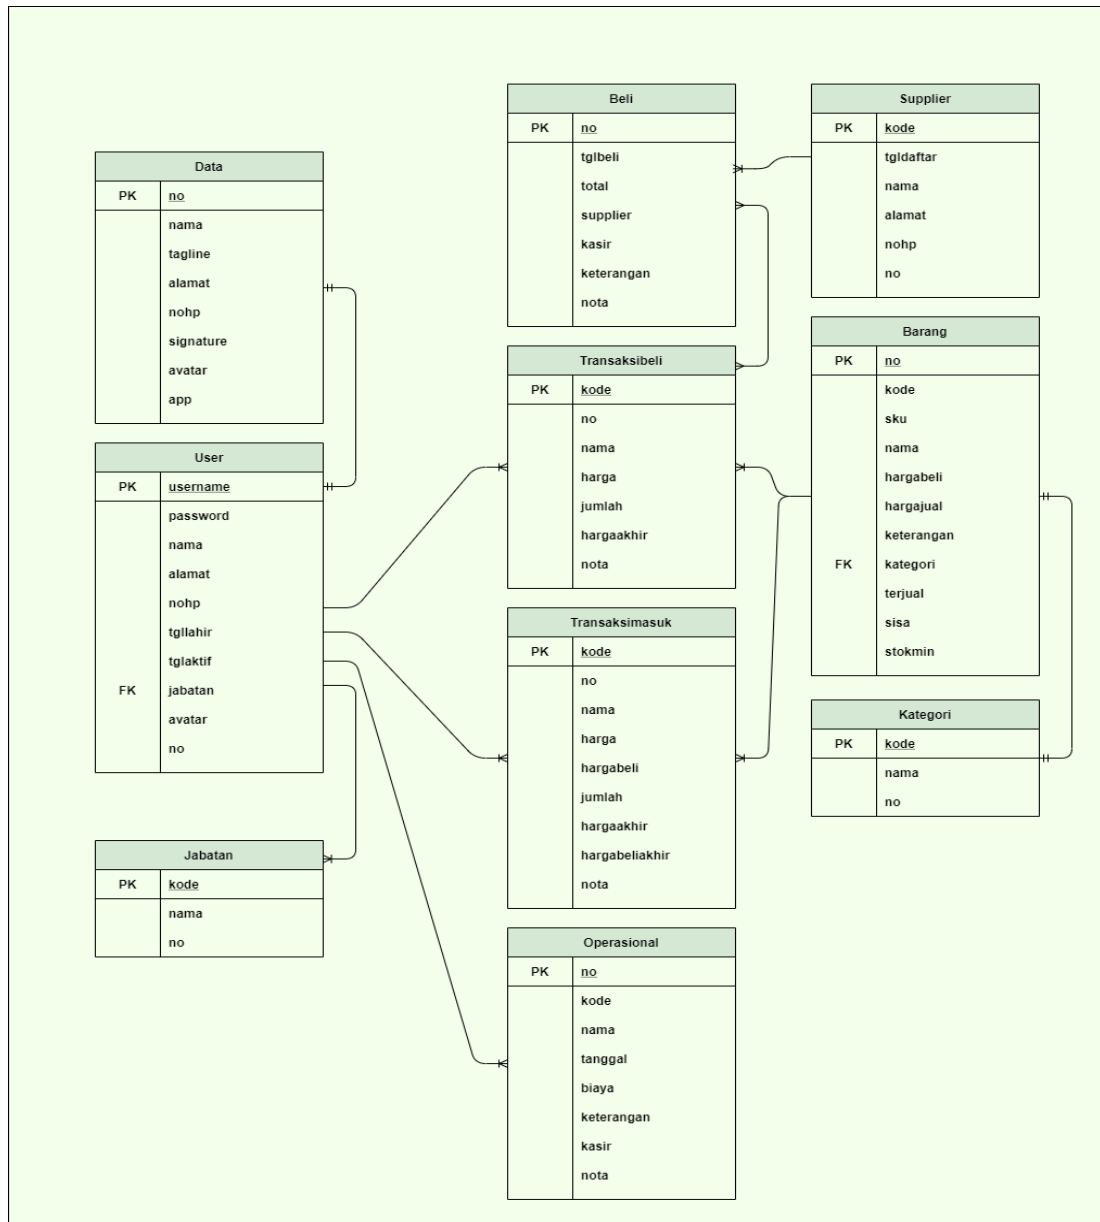 Data
PK no
nama
tagline
alamat
nohp
signature
avatar
app
User
PK username
password
nama
alamat
nohp
tgllahir
tglaktif
FK jabatan
avatar
no
Jabatan
PK kode
nama
no
Beli
PK no
tglbeli
total
supplier
kasir
keterangan
nota
Transaksibeli
PK kode
no
nama
harga
jumlah
hargaakhir
nota
Transaksimasuk
PK kode
no
nama
harga
hargabeli
jumlah
hargaakhir
hargabeliakhir
nota
Operasional
PK no
kode
nama
tanggal
biaya
keterangan
kasir
nota
Supplier
PK kode
tgldaftar
nama
alamat
nohp
no
Barang
PK no
kode
sku
nama
hargabeli
hargajual
keterangan
FK kategori
terjual
sisa
stokmin
Kategori
PK kode
nama
no